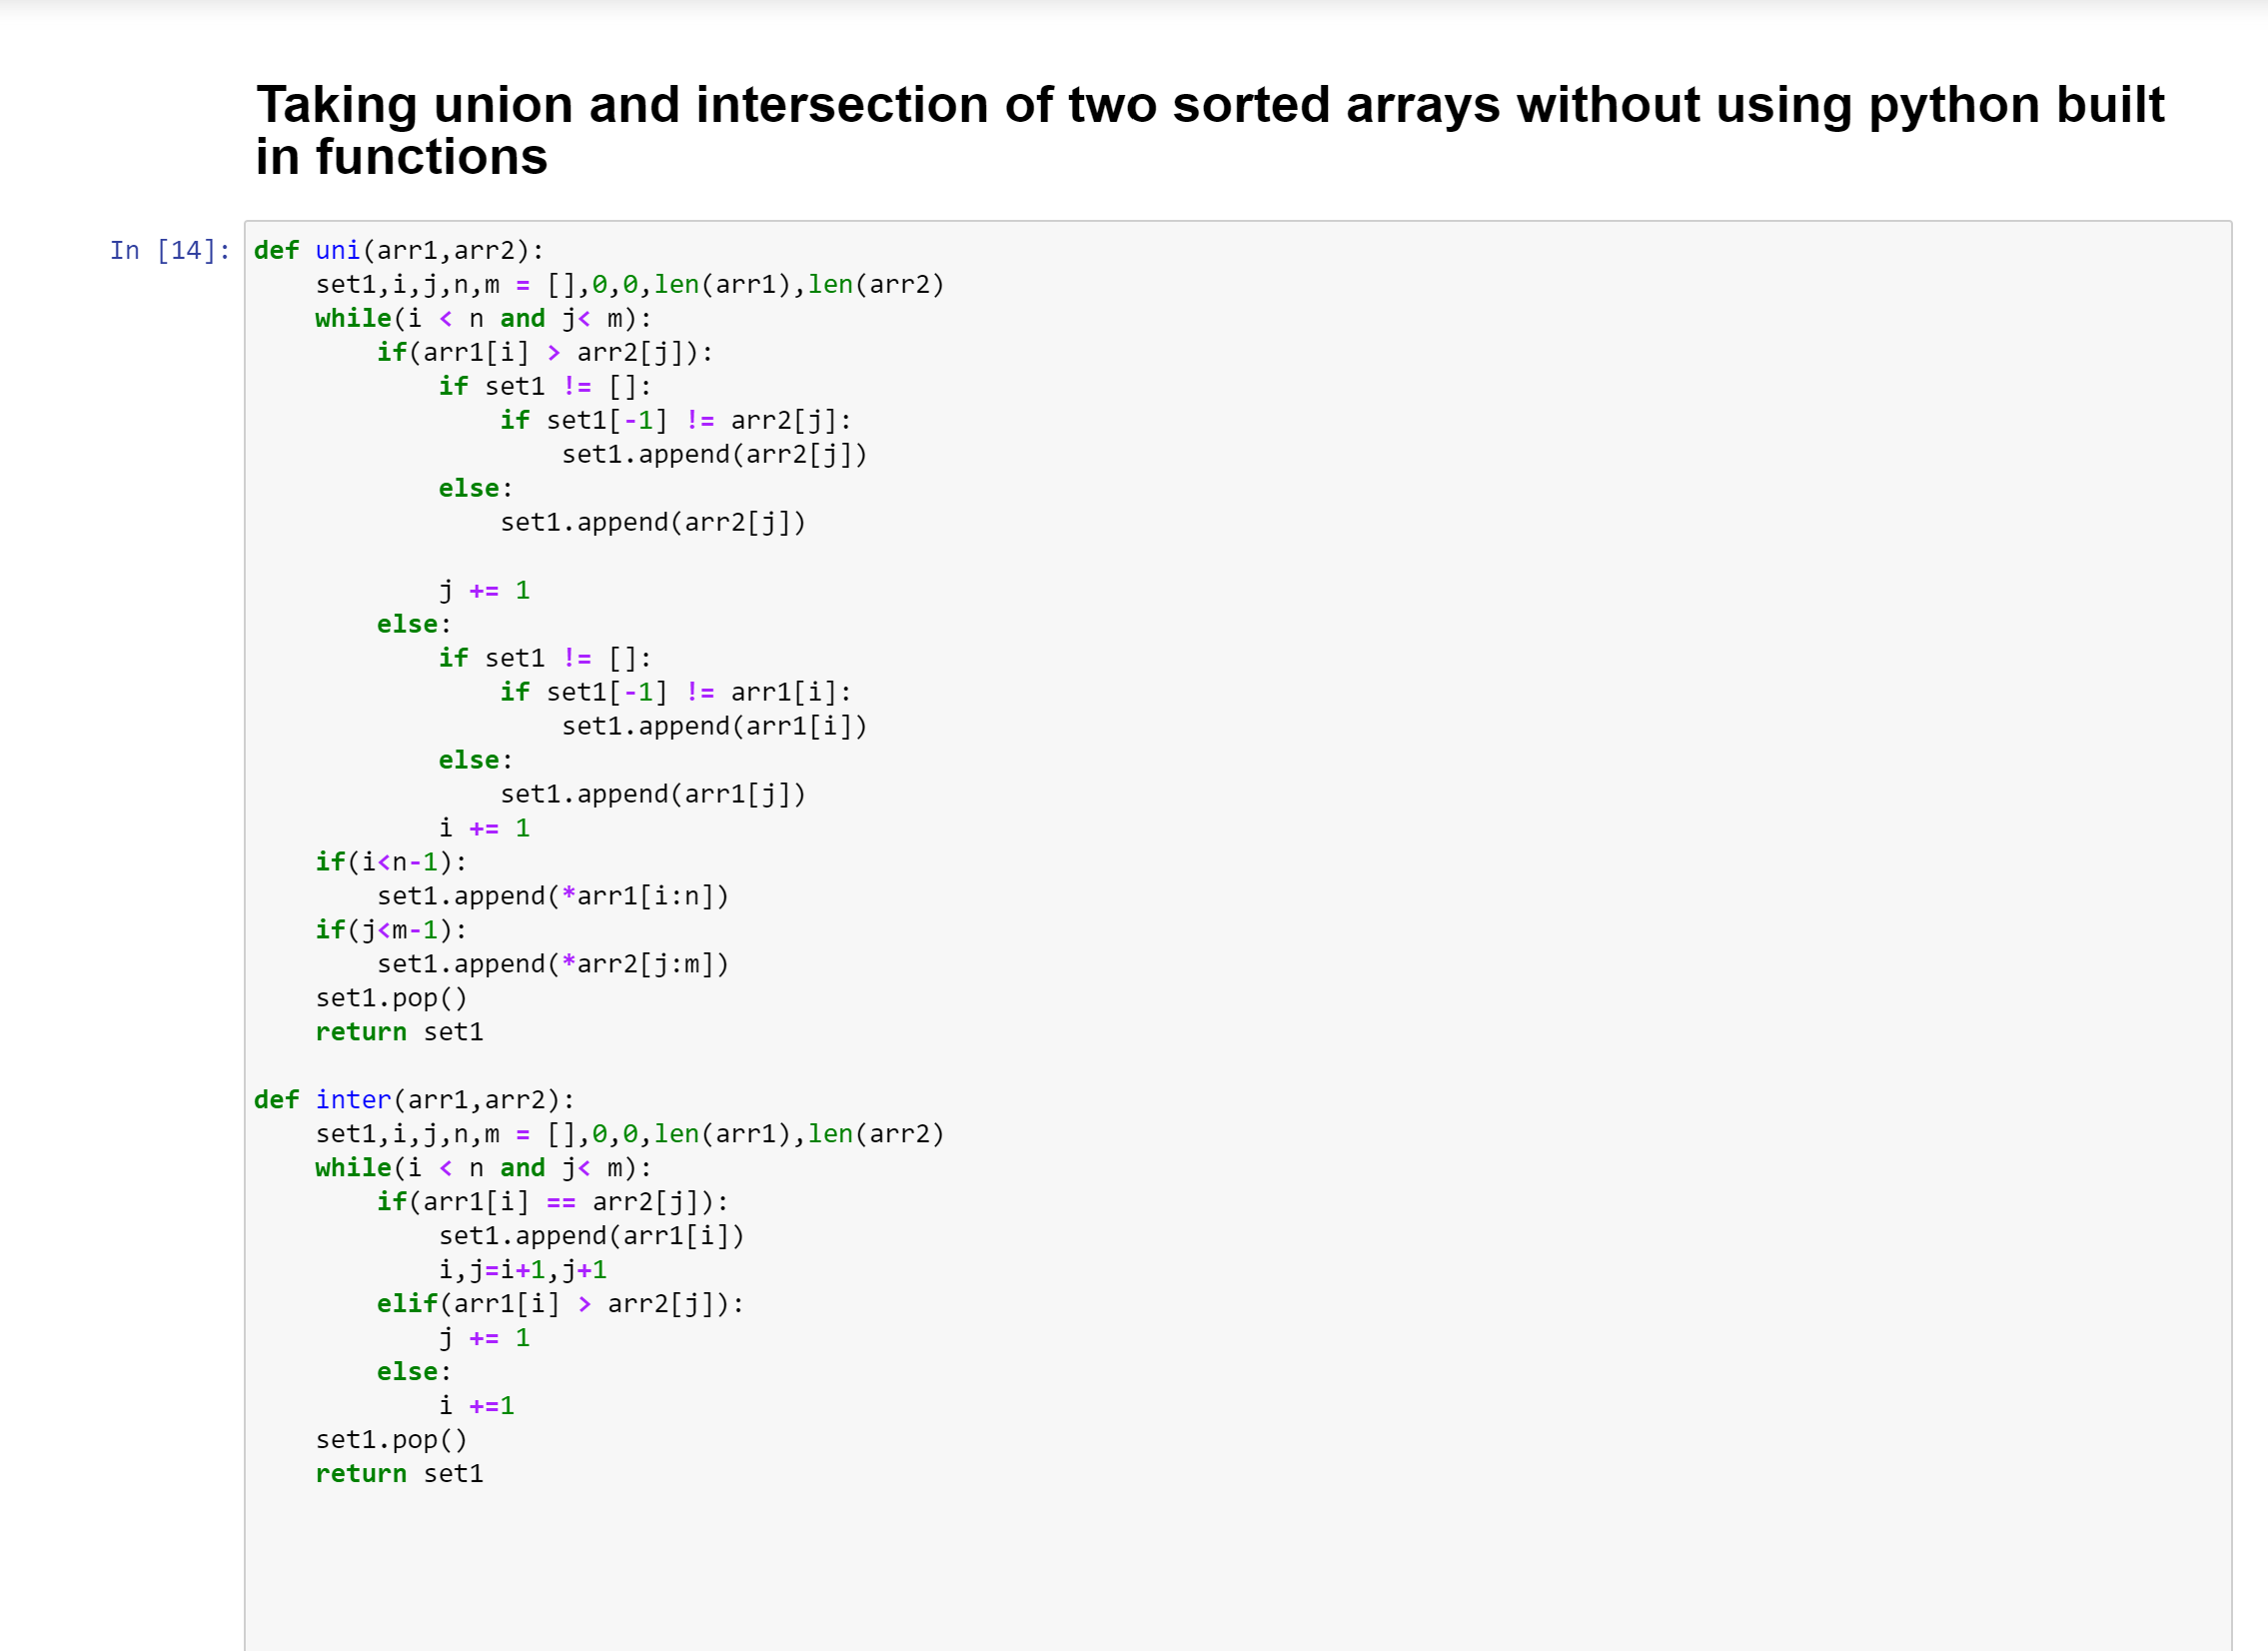 Taking union and intersection of two sorted arrays without using python built
in functions
In [14]:
def uni(arr1,arr2):
    set1,i,j,n,m = [],0,0,len(arr1),len(arr2)
    while(i < n and j< m):
        if(arr1[i] > arr2[j]):
            if set1 != []:
                if set1[-1] != arr2[j]:
                    set1.append(arr2[j])
            else:
                set1.append(arr2[j])

            j += 1
        else:
            if set1 != []:
                if set1[-1] != arr1[i]:
                    set1.append(arr1[i])
            else:
                set1.append(arr1[j])
            i += 1
    if(i<n-1):
        set1.append(*arr1[i:n])
    if(j<m-1):
        set1.append(*arr2[j:m])
    set1.pop()
    return set1

def inter(arr1,arr2):
    set1,i,j,n,m = [],0,0,len(arr1),len(arr2)
    while(i < n and j< m):
        if(arr1[i] == arr2[j]):
            set1.append(arr1[i])
            i,j=i+1,j+1
        elif(arr1[i] > arr2[j]):
            j += 1
        else:
            i +=1
    set1.pop()
    return set1